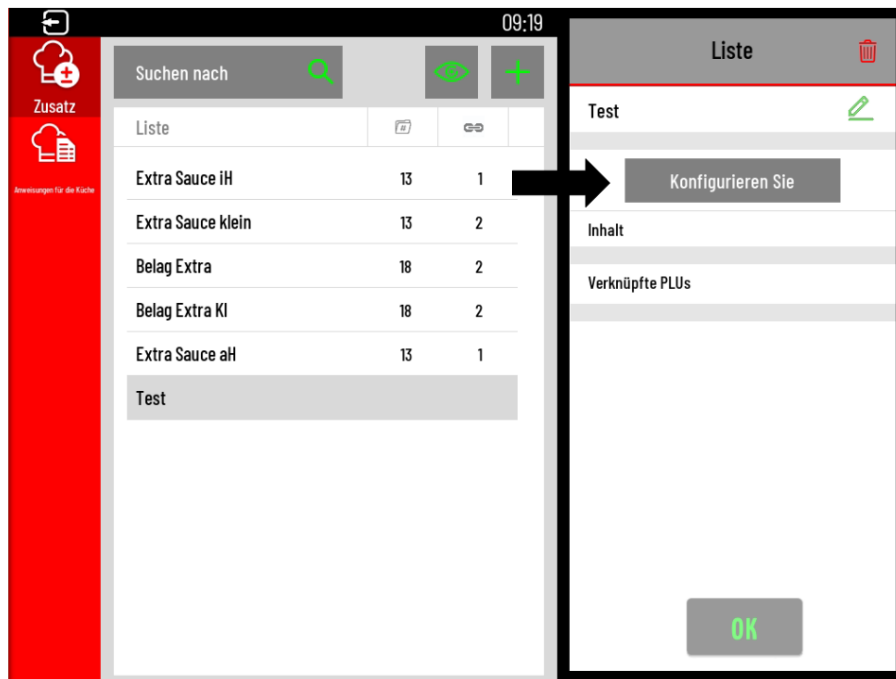 09:19
Zusatz
Anweisungen für die Küche
Suchen nach
Liste
Extra Sauce iH 13 1
Extra Sauce klein 13 2
Belag Extra 18 2
Belag Extra Kl 18 2
Extra Sauce aH 13 1
Test
Liste
Test
Konfigurieren Sie
Inhalt
Verknüpfte PLUs
OK